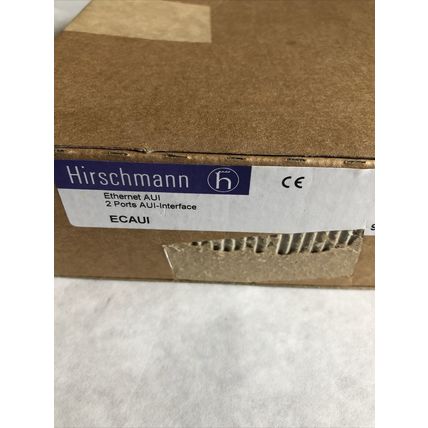 Hirschmann h CE
Ethernet AUI
2 Ports AUI-Interface
ECAUI